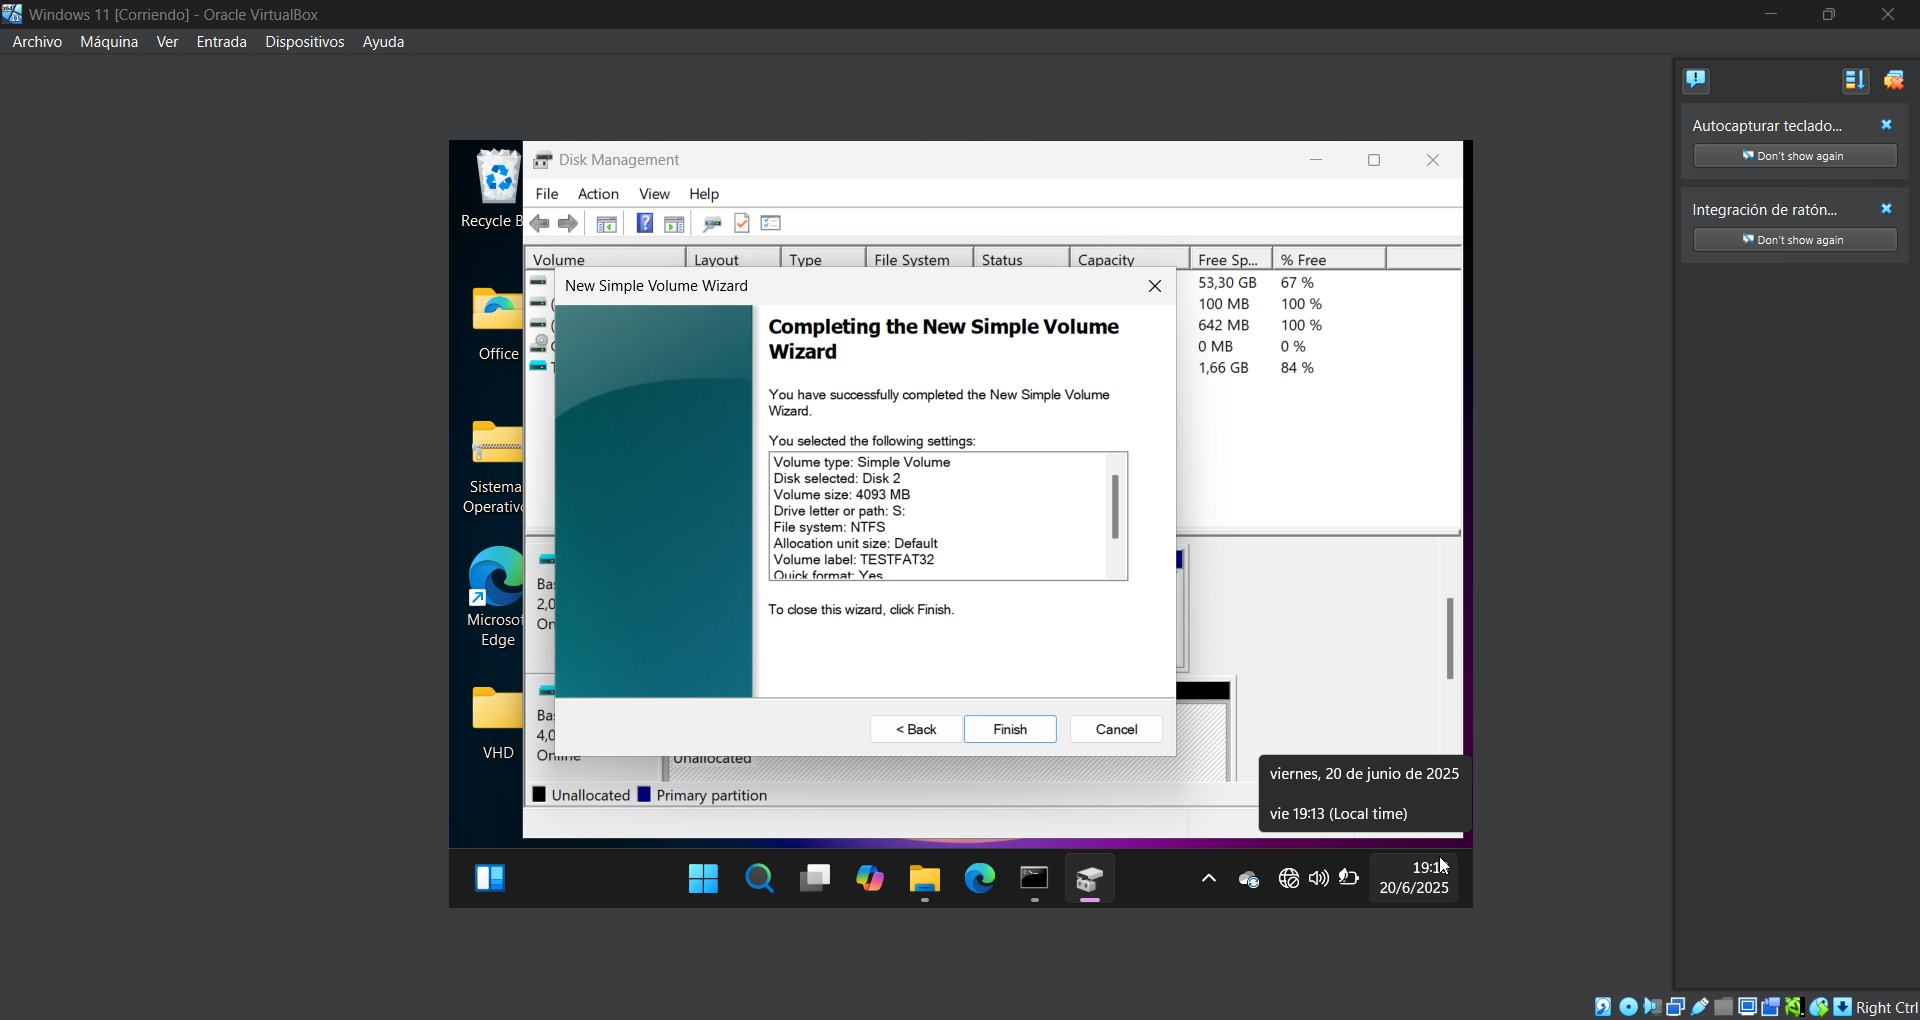 Windows 11 [Corriendo] - Oracle VirtualBox
Archivo Máquina Ver Entrada Dispositivos Ayuda
Autocapturar teclado...
Don't show again
Integración de ratón...
Don't show again
Recycle B
Office
Sistema
Operativ
Microsof
Edge
VHD
Disk Management
File Action View Help
Volume Layout Type File System Status Capacity Free Sp... % Free
53,30 GB 67 %
100 MB 100 %
642 MB 100 %
0 MB 0 %
1,66 GB 84 %
New Simple Volume Wizard
Completing the New Simple Volume
Wizard
You have successfully completed the New Simple Volume
Wizard.
You selected the following settings:
Volume type: Simple Volume
Disk selected: Disk 2
Volume size: 4093 MB
Drive letter or path: S:
File system: NTFS
Allocation unit size: Default
Volume label: TESTFAT32
Quick format: Yes
To close this wizard, click Finish.
< Back Finish Cancel
Bas
2,0
On
Bas
4,0
Online
Unallocated
Unallocated Primary partition
viernes, 20 de junio de 2025
vie 19:13 (Local time)
20/6/2025
Right Ctrl